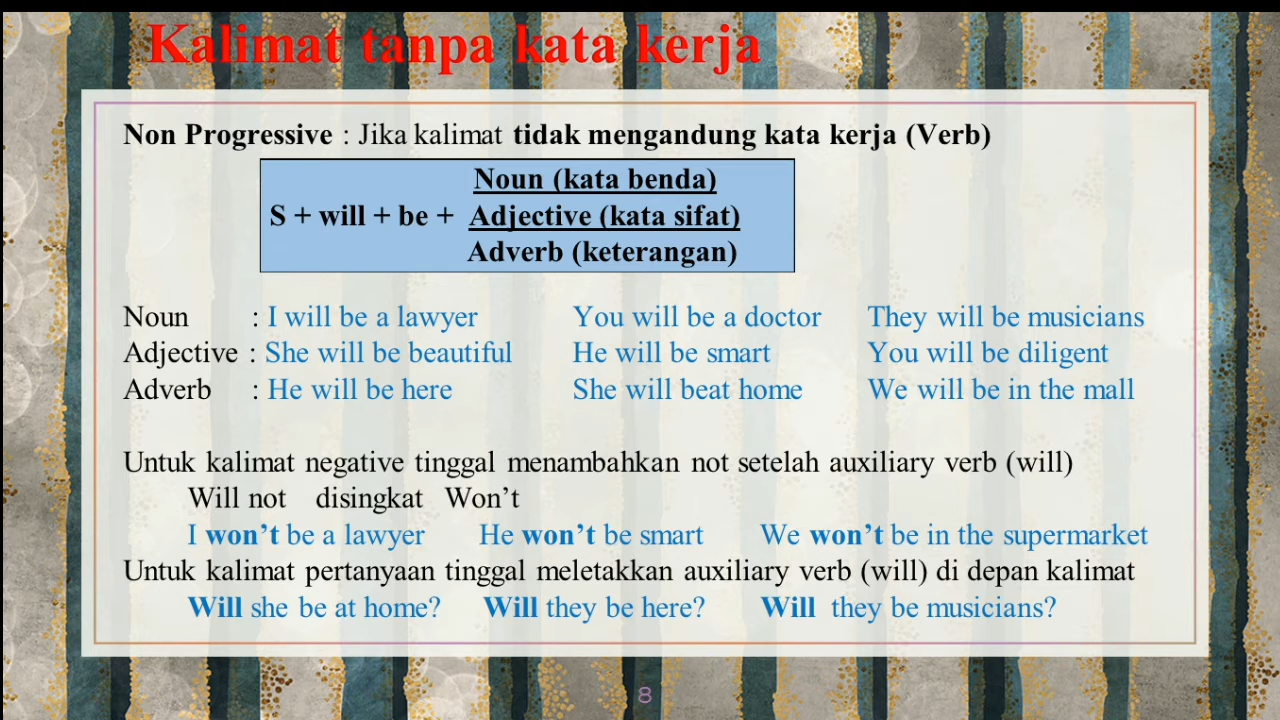 Kalimat tanpa kata kerja
Non Progressive : Jika kalimat tidak mengandung kata kerja (Verb)
Noun (kata benda)
S + will + be + Adjective (kata sifat)
Adverb (keterangan)
Noun : I will be a lawyer You will be a doctor They will be musicians
Adjective : She will be beautiful He will be smart You will be diligent
Adverb : He will be here She will beat home We will be in the mall
Untuk kalimat negative tinggal menambahkan not setelah auxiliary verb (will)
Will not disingkat Won’t
I won’t be a lawyer He won’t be smart We won’t be in the supermarket
Untuk kalimat pertanyaan tinggal meletakkan auxiliary verb (will) di depan kalimat
Will she be at home? Will they be here? Will they be musicians?
8